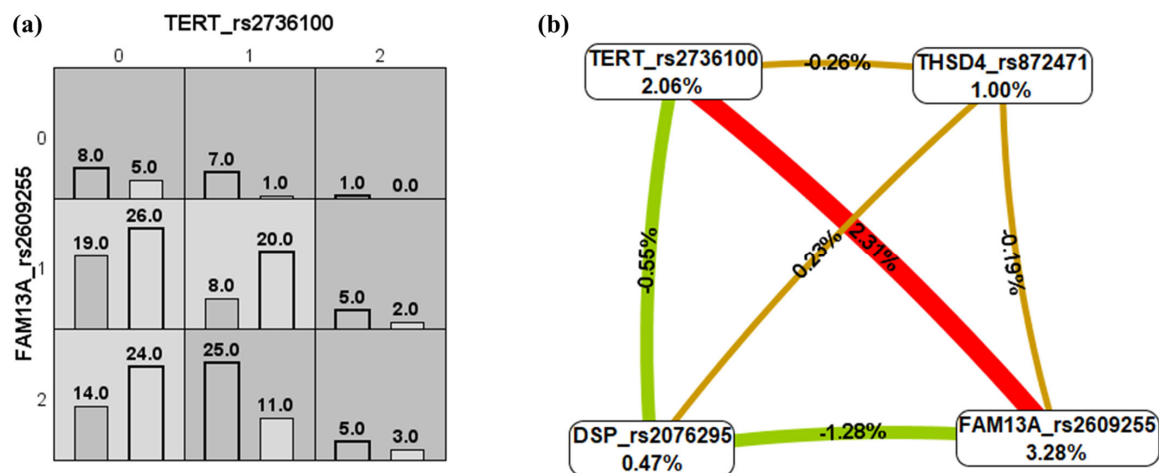 (a)
TERT_rs2736100
0 1 2
FAM13A_rs2609255
0
8.0 5.0 7.0 1.0 1.0 0.0
1
19.0 26.0 8.0 20.0 5.0 2.0
2
14.0 24.0 25.0 11.0 5.0 3.0
(b)
TERT_rs2736100
2.06%
-0.26%
THSD4_rs872471
1.00%
-0.55%
0.23%
2.31%
-0.19%
DSP_rs2076295
0.47%
-1.28%
FAM13A_rs2609255
3.28%